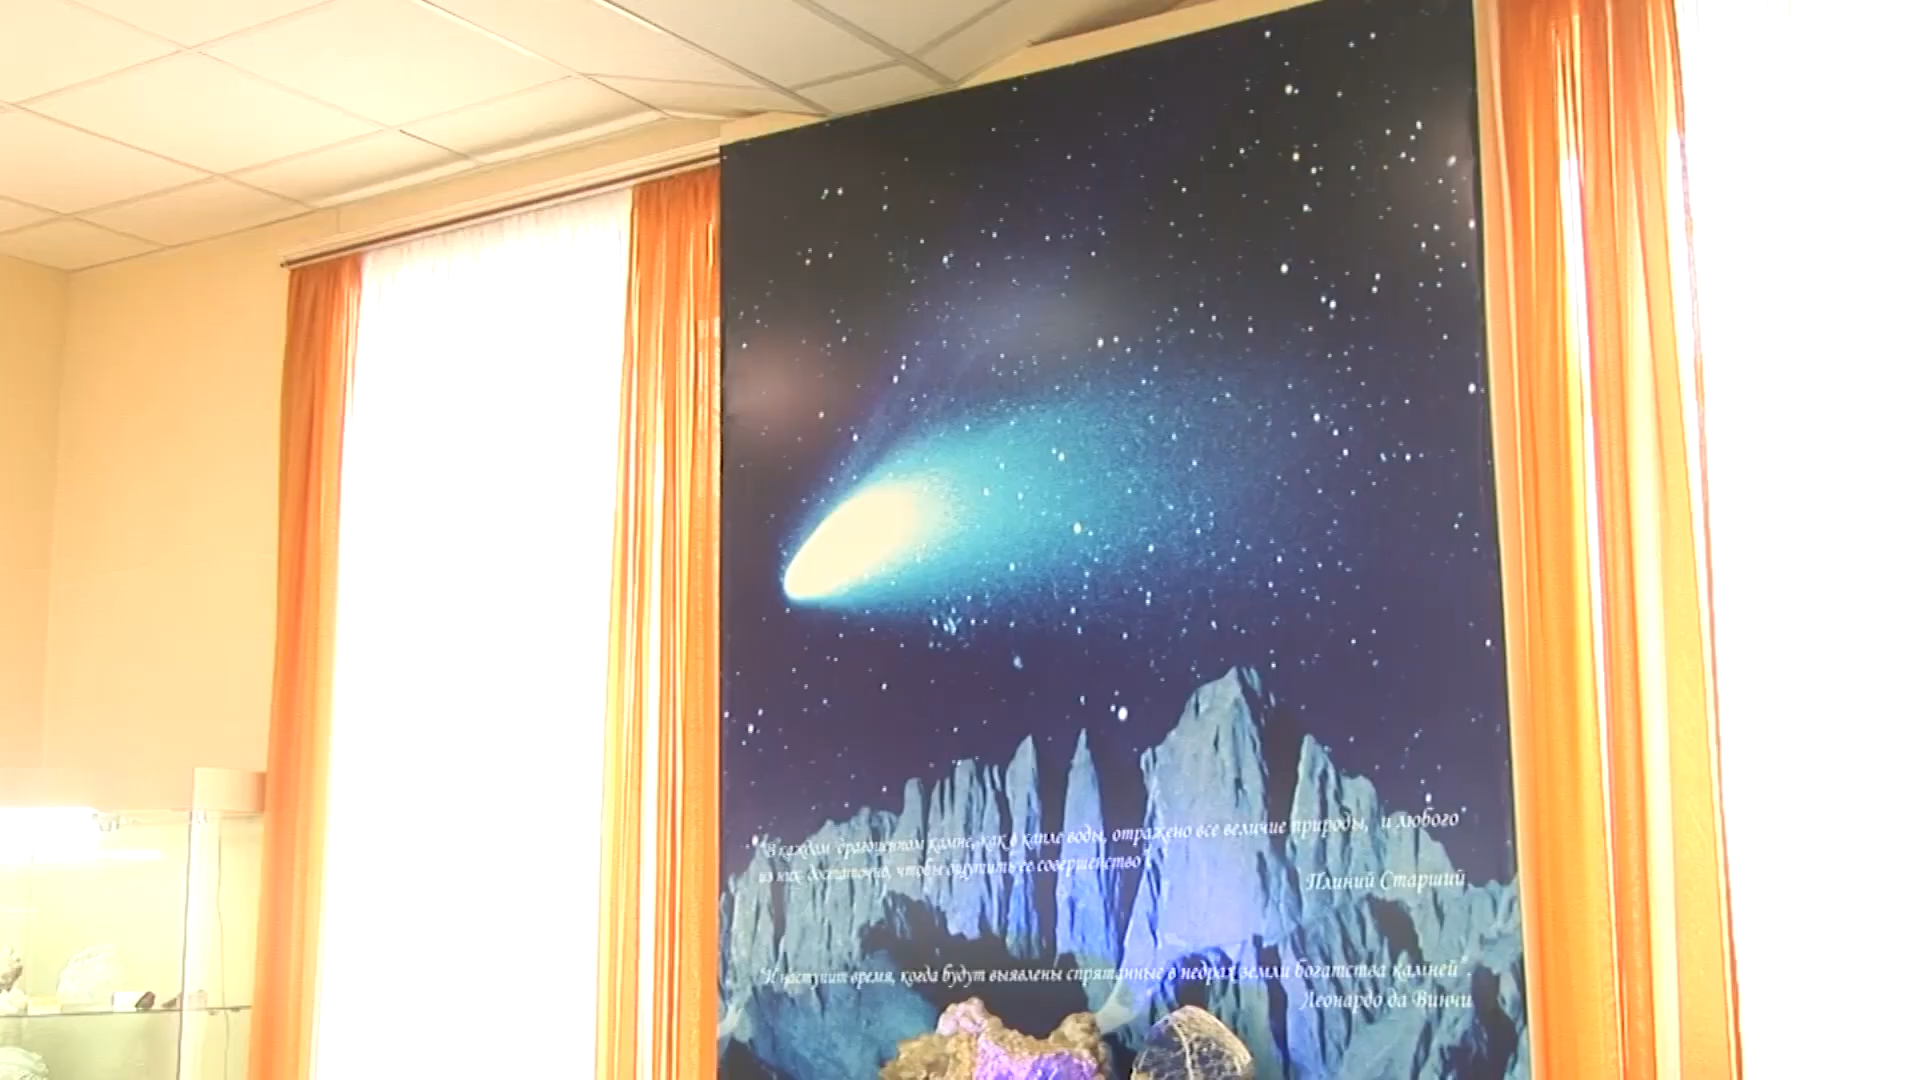 "В каждом драгоценном камне, как в капле воды, отражено все величие природы, и любого
из них достаточно, чтобы ощутить ее совершенство".
Плиний Старший
"И наступит время, когда будут выявлены спрятанные в недрах земли богатства камней".
Леонардо да Винчи